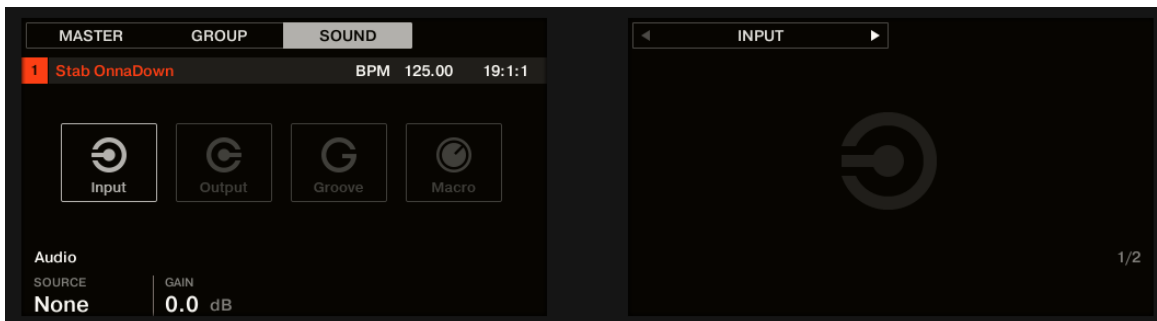 MASTER GROUP SOUND
1 Stab OnnaDown BPM 125.00 19:1:1
Input Output Groove Macro
Audio
SOURCE GAIN
None 0.0 dB
INPUT
1/2